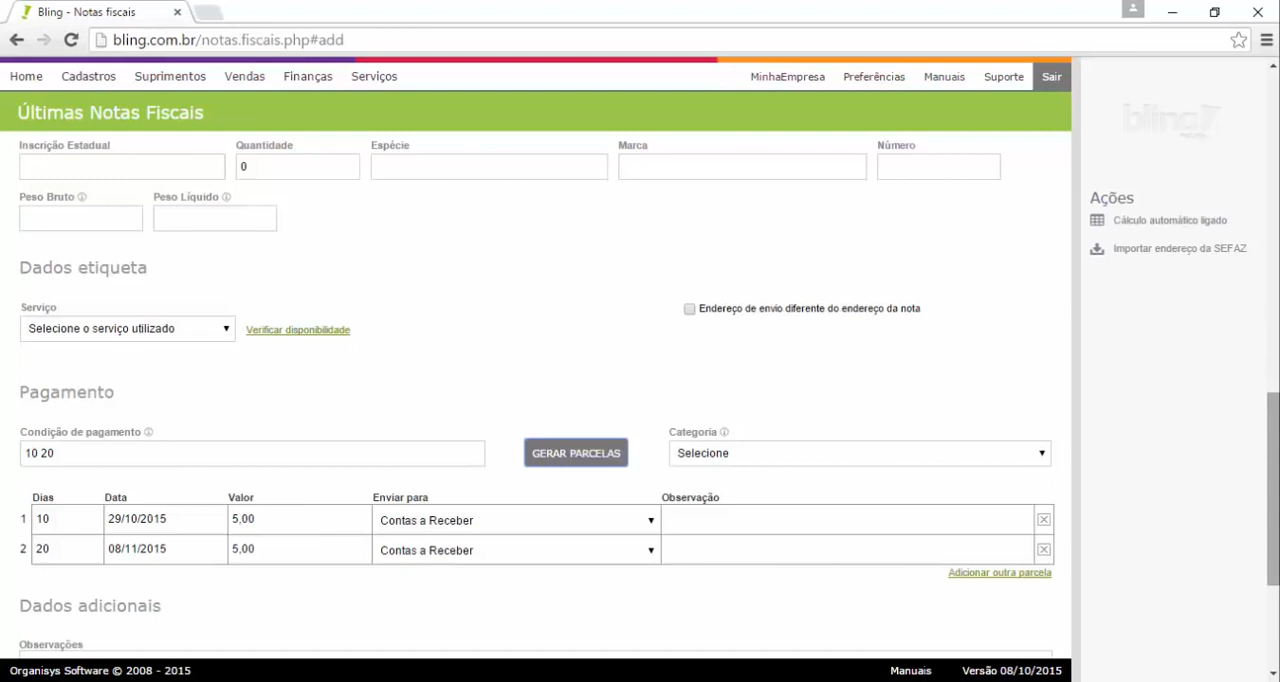 Bling - Notas fiscais
bling.com.br/notas.fiscais.php#add
Home Cadastros Suprimentos Vendas Finanças Serviços MinhaEmpresa Preferências Manuais Suporte Sair
Últimas Notas Fiscais
Inscrição Estadual Quantidade Espécie Marca Número
0
Peso Bruto Peso Líquido
Dados etiqueta
Serviço
Selecione o serviço utilizado Verificar disponibilidade
Endereço de envio diferente do endereço da nota
Pagamento
Condição de pagamento Categoria
10 20 GERAR PARCELAS Selecione
Dias Data Valor Enviar para Observação
1 10 29/10/2015 5,00 Contas a Receber
2 20 08/11/2015 5,00 Contas a Receber
Adicionar outra parcela
Dados adicionais
Observações
Organisys Software © 2008 - 2015 Manuais Versão 08/10/2015
bling
Ações
Cálculo automático ligado
Importar endereço da SEFAZ